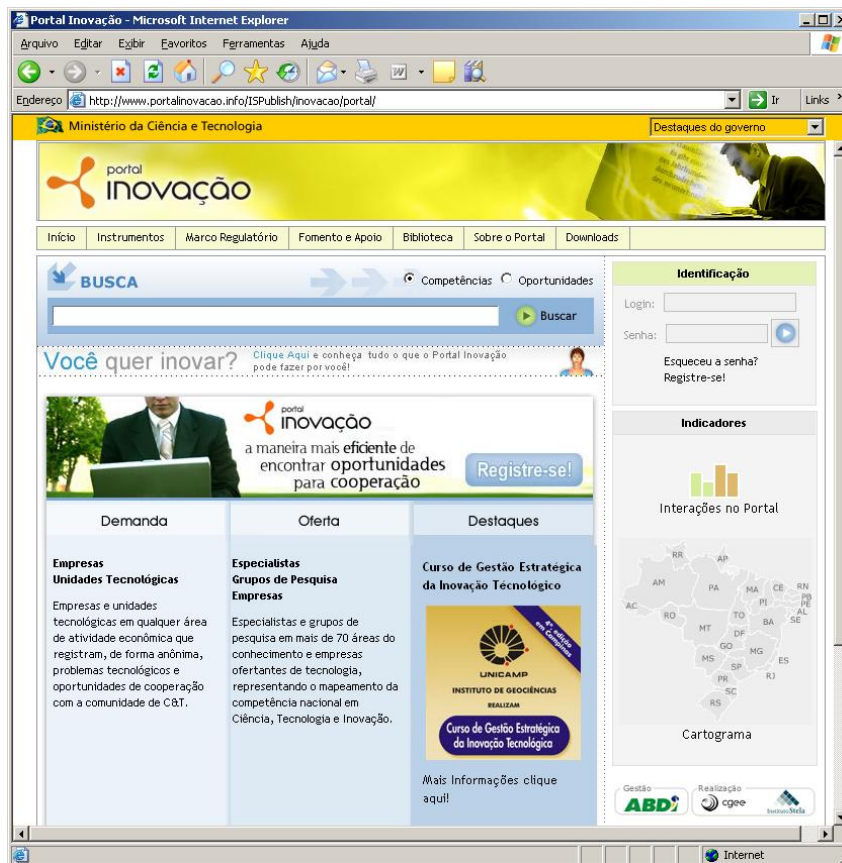 Portal Inovação - Microsoft Internet Explorer
Arquivo Editar Exibir Favoritos Ferramentas Ajuda
Endereço http://www.portalinovacao.info/ISPublish/inovacao/portal/ Ir Links
Ministério da Ciência e Tecnologia
Destaques do governo
portal
inovação
Início Instrumentos Marco Regulatório Fomento e Apoio Biblioteca Sobre o Portal Downloads
BUSCA
Competências Oportunidades
Buscar
Você quer inovar?
Clique Aqui e conheça tudo o que o Portal Inovação
pode fazer por você!
portal
inovação
a maneira mais eficiente de
encontrar oportunidades
para cooperação
Registre-se!
Demanda
Empresas
Unidades Tecnológicas
Empresas e unidades
tecnológicas em qualquer área
de atividade econômica que
registram, de forma anônima,
problemas tecnológicos e
oportunidades de cooperação
com a comunidade de C&T.
Oferta
Especialistas
Grupos de Pesquisa
Empresas
Especialistas e grupos de
pesquisa em mais de 70 áreas do
conhecimento e empresas
ofertantes de tecnologia,
representando o mapeamento da
competência nacional em
Ciência, Tecnologia e Inovação.
Destaques
Curso de Gestão Estratégica
da Inovação Técnológico
4ª edição
em Campinas
UNICAMP
INSTITUTO DE GEOCIÊNCIAS
REALIZAM
Curso de Gestão Estratégica
da Inovação Tecnológica
Mais Informações clique
aqui!
Identificação
Login:
Senha:
Esqueceu a senha?
Registre-se!
Indicadores
Interações no Portal
RR AP
AM PA MA CE RN
PB
PI PE
AC RO TO AL
MT BA SE
DF
GO MG
MS SP ES
PR RJ
SC
RS
Cartograma
Gestão
ABDI
Realização
cgee
InstitutoStela
Internet